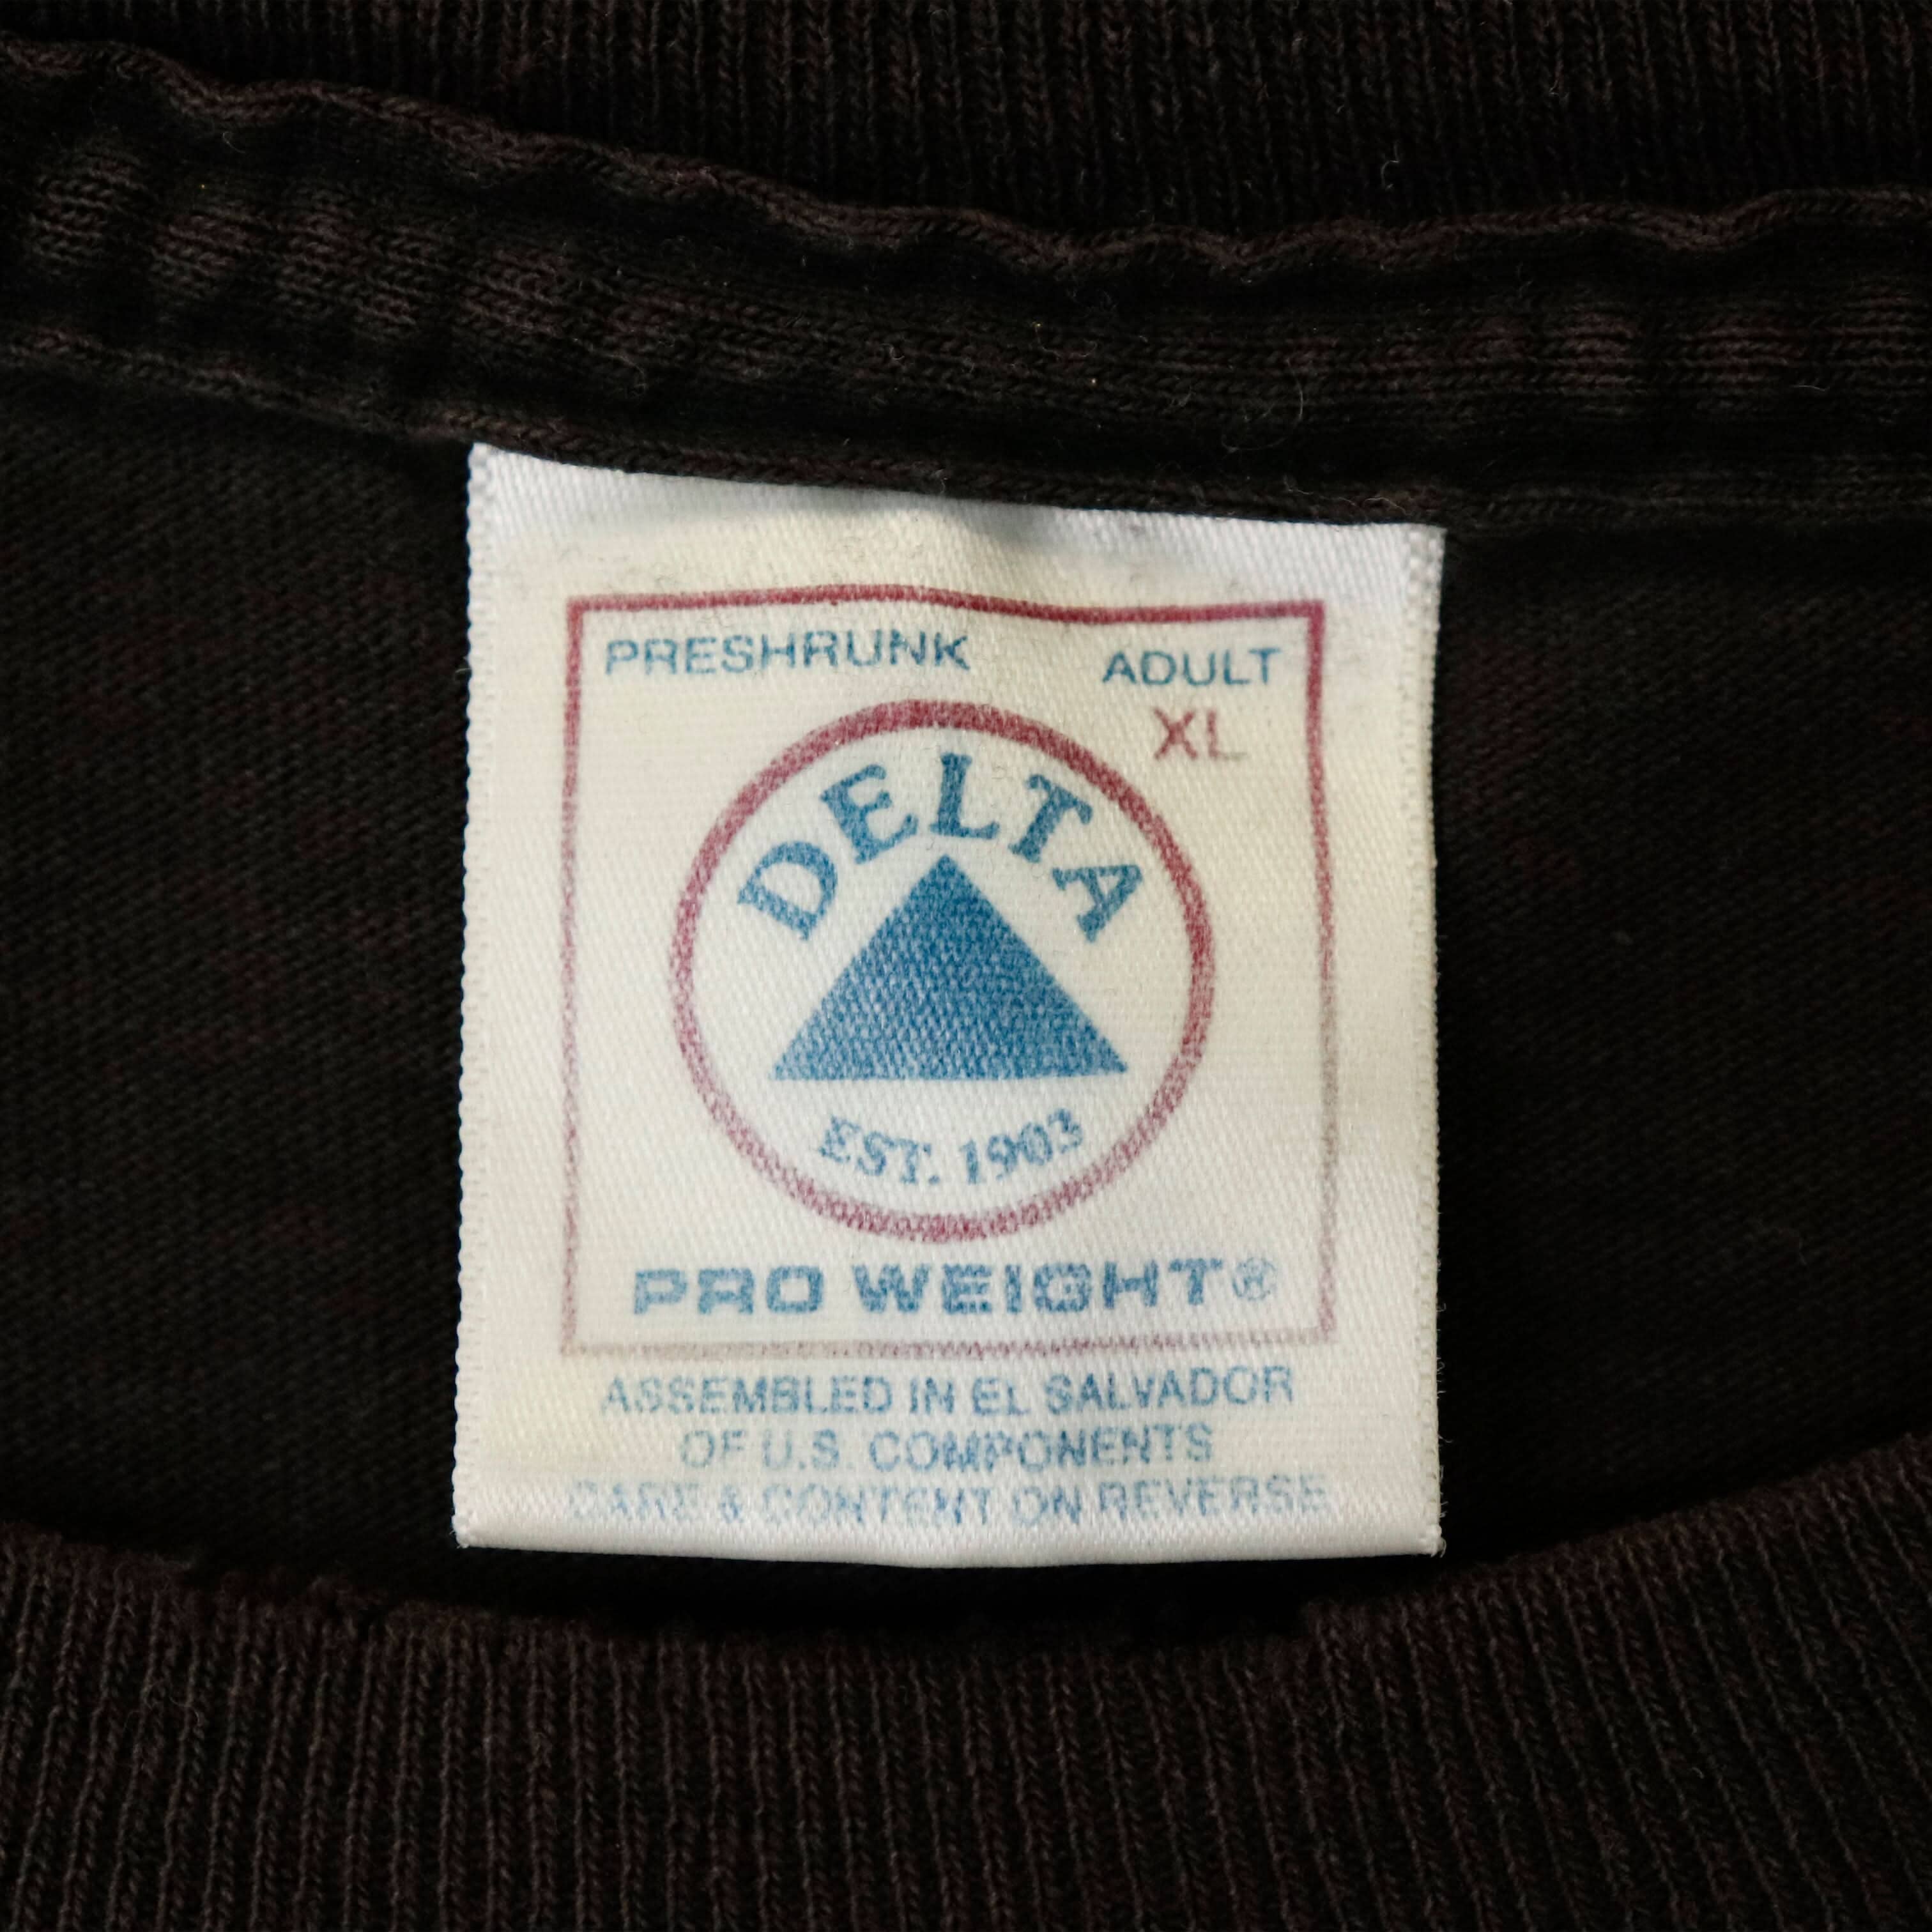 PRESHRUNK ADULT
XL
DELTA
EST. 1903
PRO WEIGHT®
ASSEMBLED IN EL SALVADOR
OF U.S. COMPONENTS
CARE & CONTENT ON REVERSE